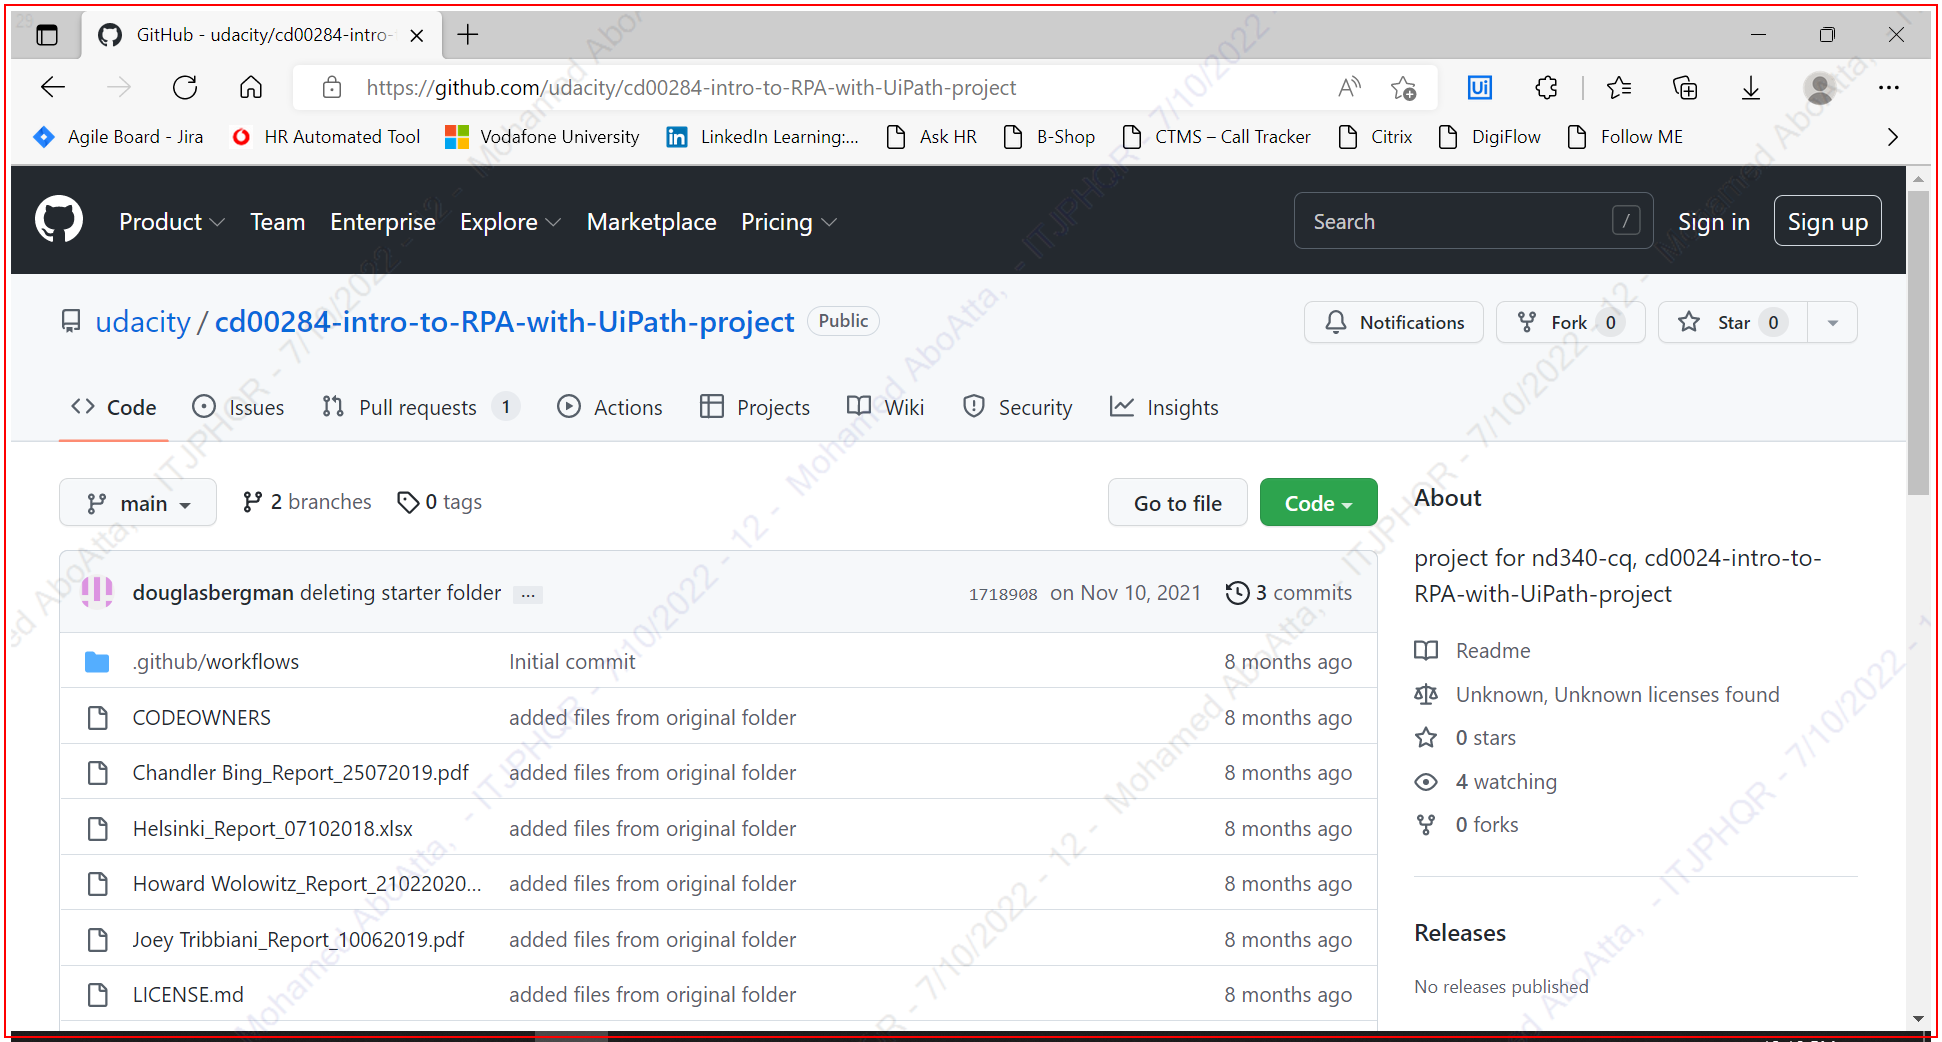 GitHub - udacity/cd00284-intro-
https://github.com/udacity/cd00284-intro-to-RPA-with-UiPath-project
Agile Board - Jira HR Automated Tool Vodafone University LinkedIn Learning:... Ask HR B-Shop CTMS – Call Tracker Citrix DigiFlow Follow ME
Product Team Enterprise Explore Marketplace Pricing Search / Sign in Sign up
udacity / cd00284-intro-to-RPA-with-UiPath-project Public Notifications Fork 0 Star 0
Code Issues Pull requests 1 Actions Projects Wiki Security Insights
main 2 branches 0 tags Go to file Code
douglasbergman deleting starter folder ... 1718908 on Nov 10, 2021 3 commits
.github/workflows Initial commit 8 months ago
CODEOWNERS added files from original folder 8 months ago
Chandler Bing_Report_25072019.pdf added files from original folder 8 months ago
Helsinki_Report_07102018.xlsx added files from original folder 8 months ago
Howard Wolowitz_Report_21022020... added files from original folder 8 months ago
Joey Tribbiani_Report_10062019.pdf added files from original folder 8 months ago
LICENSE.md added files from original folder 8 months ago
About
project for nd340-cq, cd0024-intro-to-
RPA-with-UiPath-project
Readme
Unknown, Unknown licenses found
0 stars
4 watching
0 forks
Releases
No releases published
Mohamed AboAtta, - ITJPHQR - 7/10/2022 - 12 - Mohamed AboAtta, - ITJPHQR - 7/10/2022